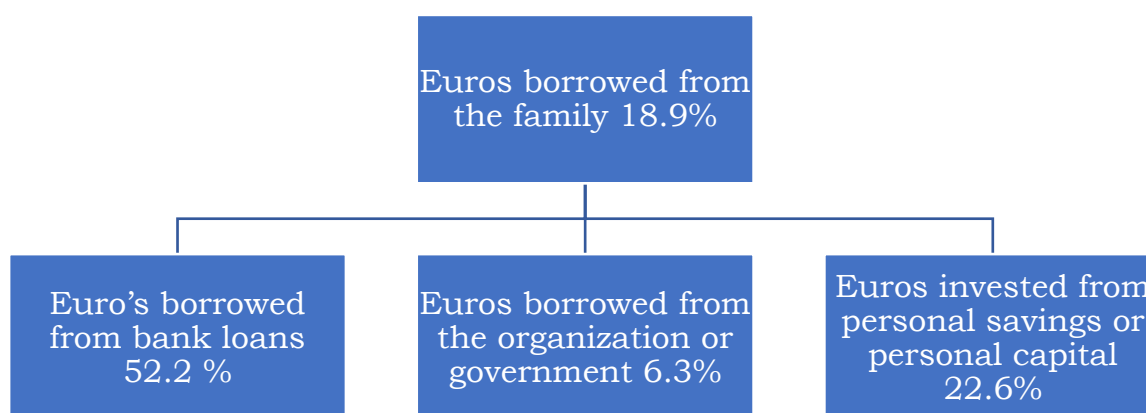 Euros borrowed from
the family 18.9%
Euro’s borrowed
from bank loans
52.2 %
Euros borrowed from
the organization or
government 6.3%
Euros invested from
personal savings or
personal capital
22.6%